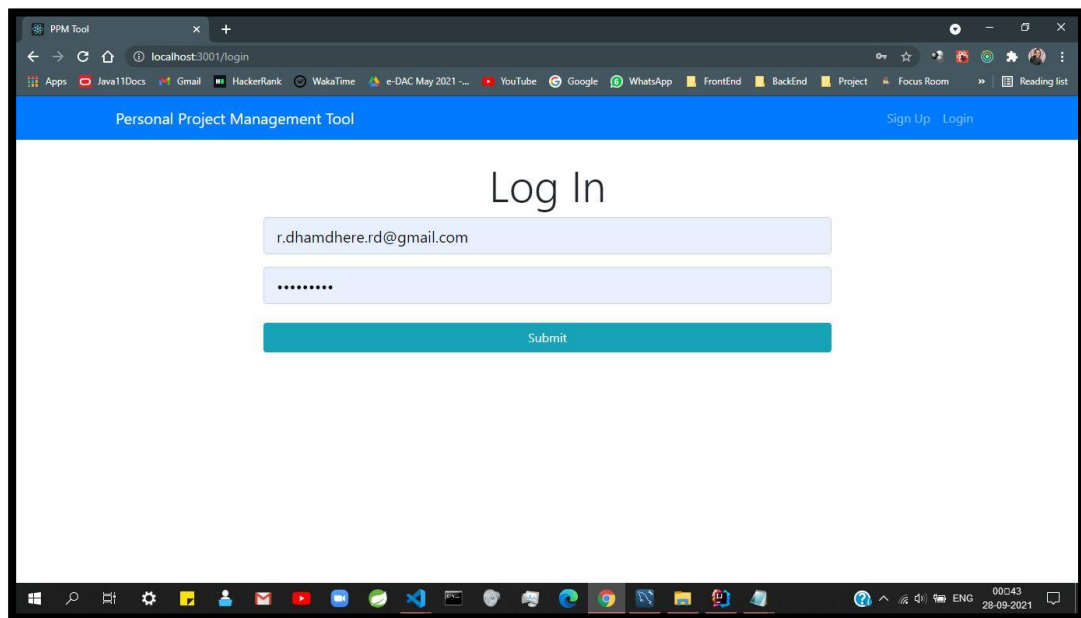 PPM Tool
localhost:3001/login
Apps Java11Docs Gmail HackerRank WakaTime e-DAC May 2021 -... YouTube Google WhatsApp FrontEnd BackEnd Project Focus Room » Reading list
Personal Project Management Tool Sign Up Login
Log In
r.dhamdhere.rd@gmail.com
•••••••••
Submit
ENG 00□43
28-09-2021